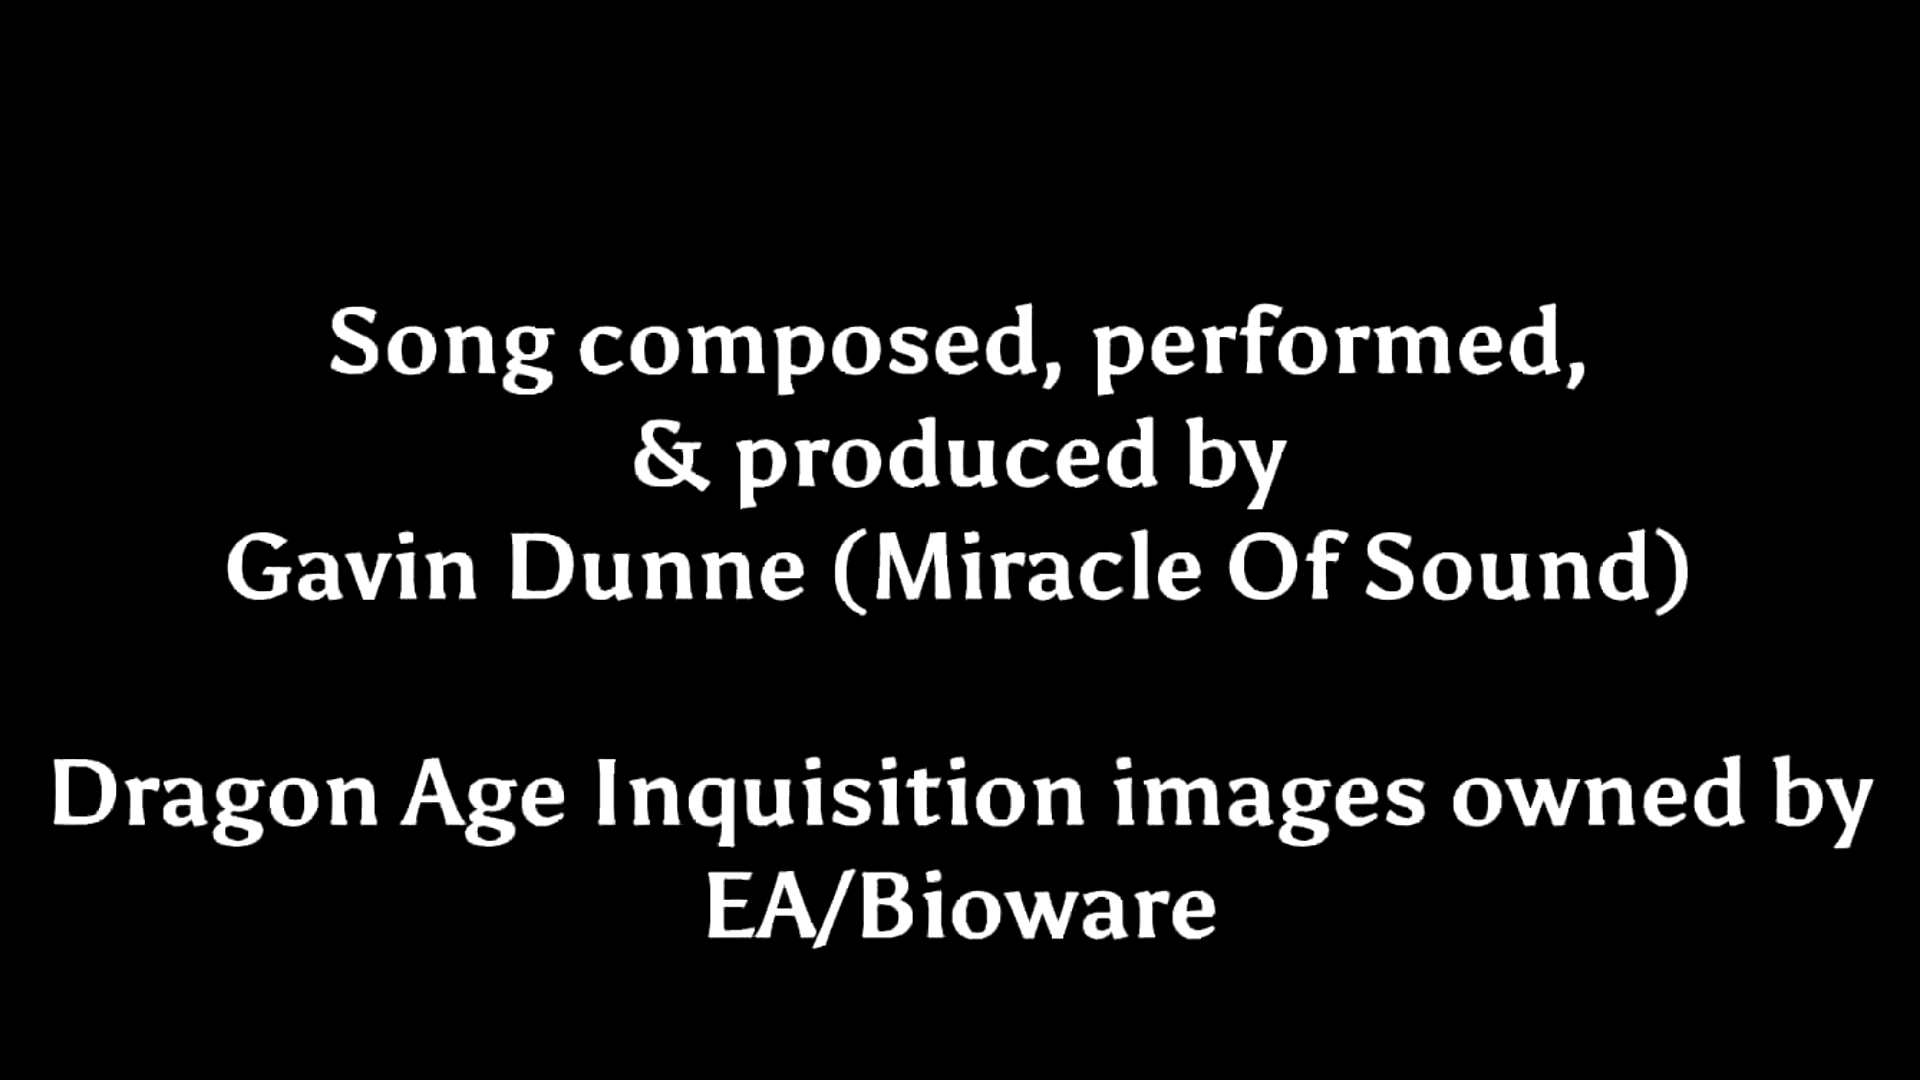 Song composed, performed,
& produced by
Gavin Dunne (Miracle Of Sound)
Dragon Age Inquisition images owned by
EA/Bioware